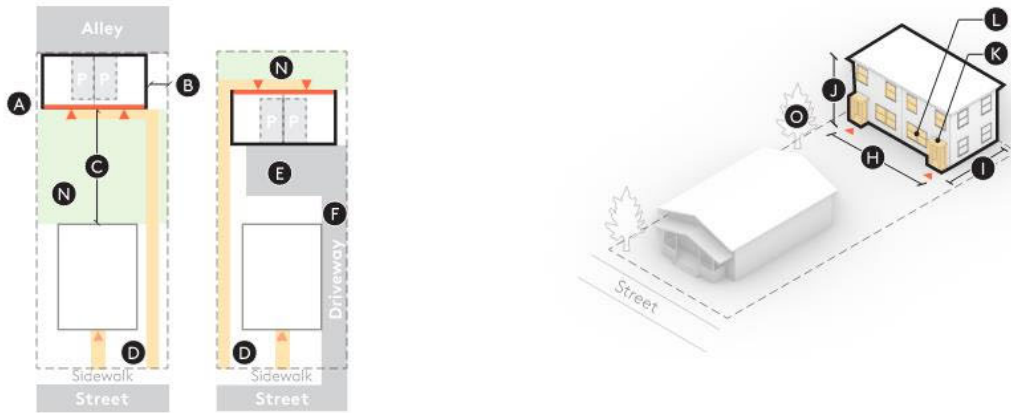 Alley
P P
A
B
C
N
D
Sidewalk
Street
N
P P
E
F
Driveway
D
Sidewalk
Street
L
K
J
O
H
I
Street